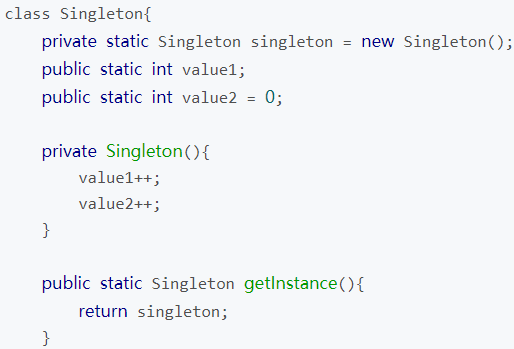 class Singleton{
    private static Singleton singleton = new Singleton();
    public static int value1;
    public static int value2 = 0;

    private Singleton(){
        value1++;
        value2++;
    }

    public static Singleton getInstance(){
        return singleton;
    }